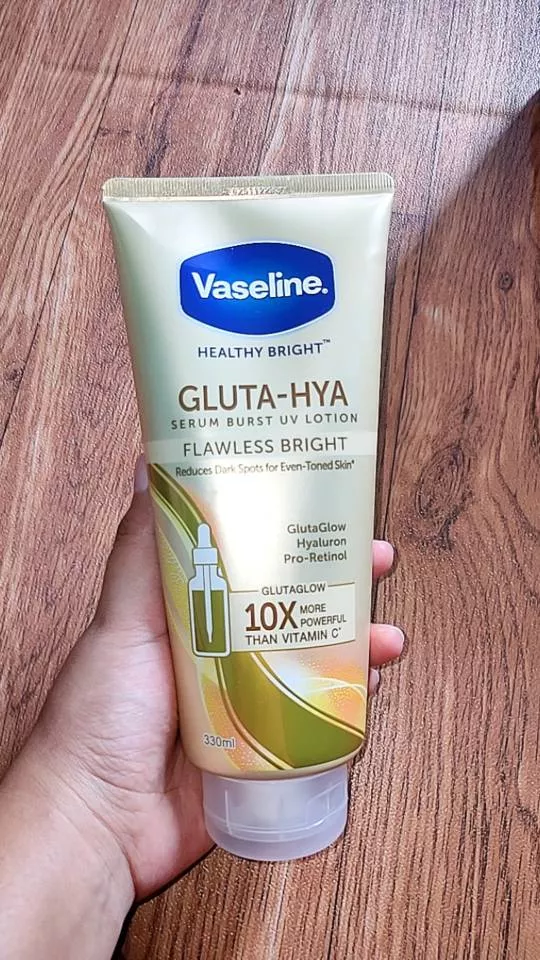 Vaseline.
HEALTHY BRIGHT™
GLUTA-HYA
SERUM BURST UV LOTION
FLAWLESS BRIGHT
Reduces Dark Spots for Even-Toned Skin*
GlutaGlow
Hyaluron
Pro-Retinol
GLUTAGLOW
10X MORE POWERFUL
THAN VITAMIN C*
330ml